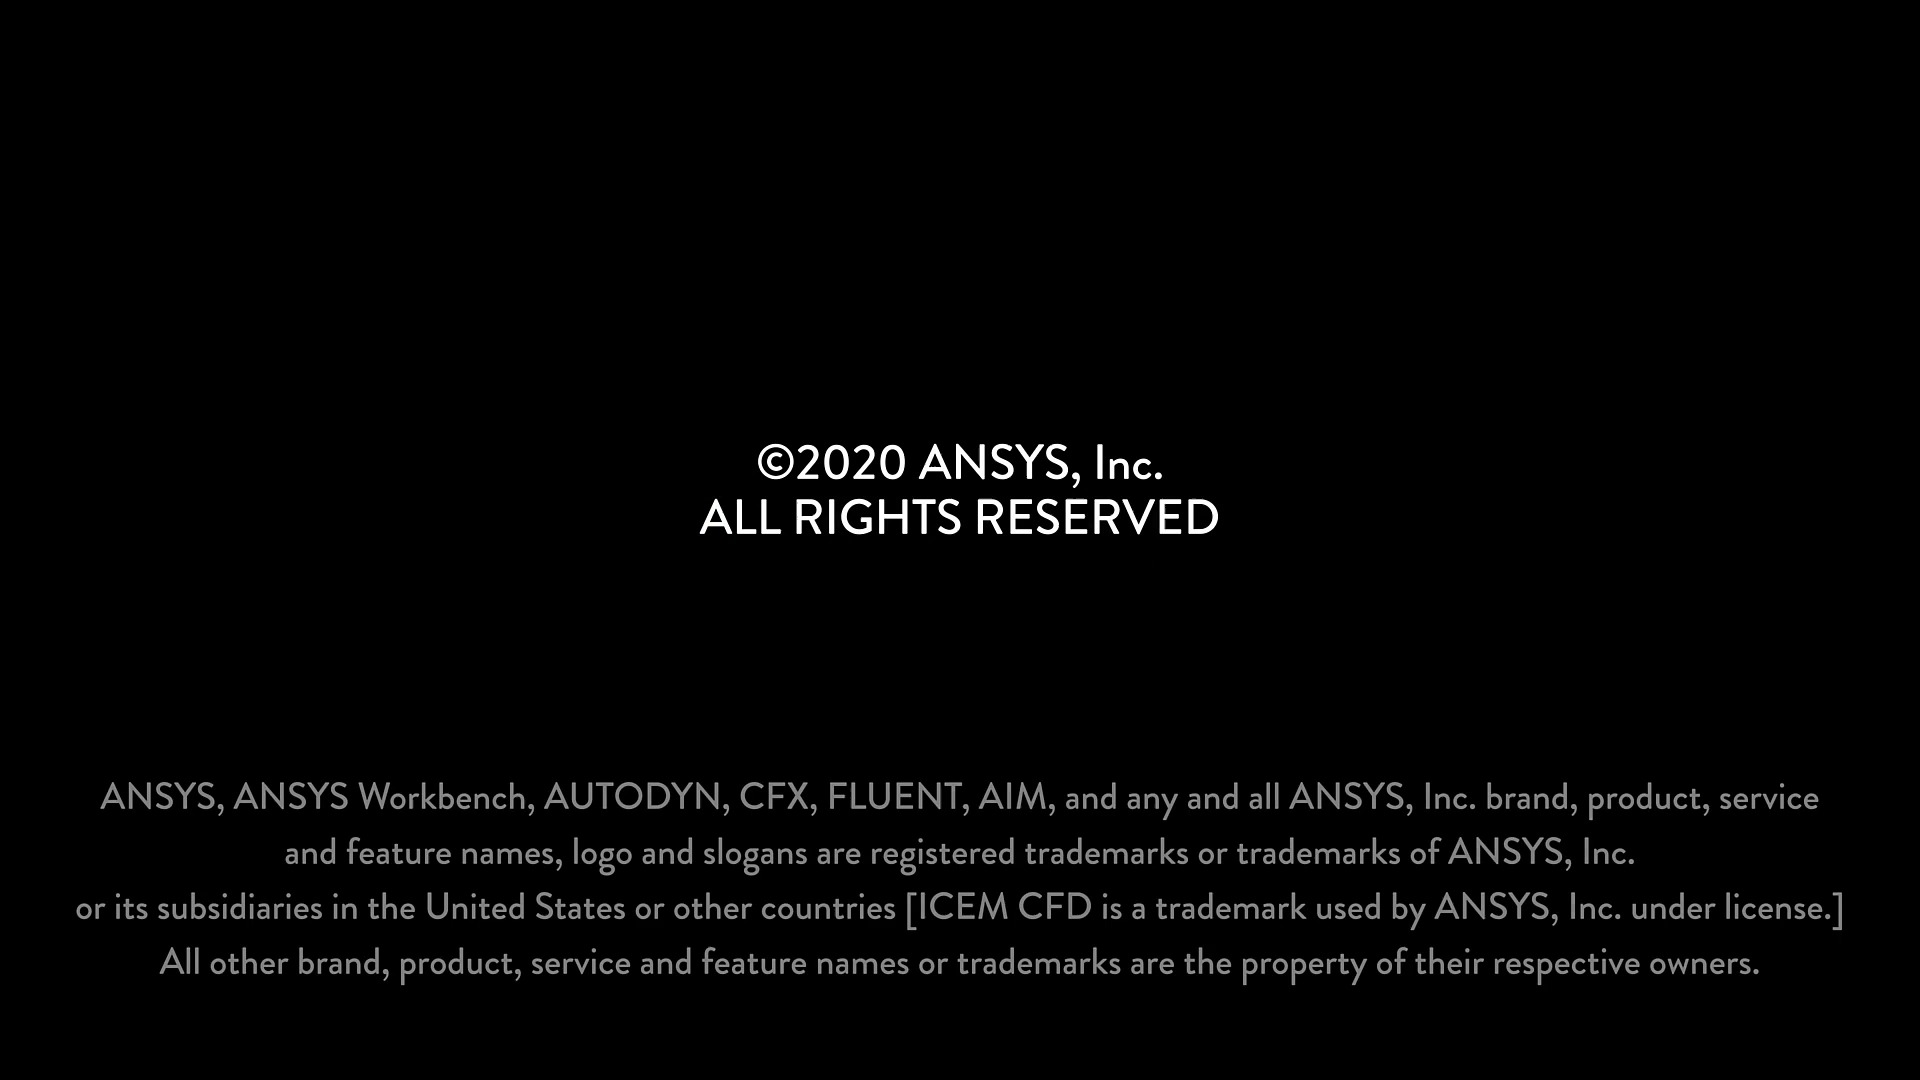 ©2020 ANSYS, Inc.
ALL RIGHTS RESERVED
ANSYS, ANSYS Workbench, AUTODYN, CFX, FLUENT, AIM, and any and all ANSYS, Inc. brand, product, service
and feature names, logo and slogans are registered trademarks or trademarks of ANSYS, Inc.
or its subsidiaries in the United States or other countries [ICEM CFD is a trademark used by ANSYS, Inc. under license.]
All other brand, product, service and feature names or trademarks are the property of their respective owners.